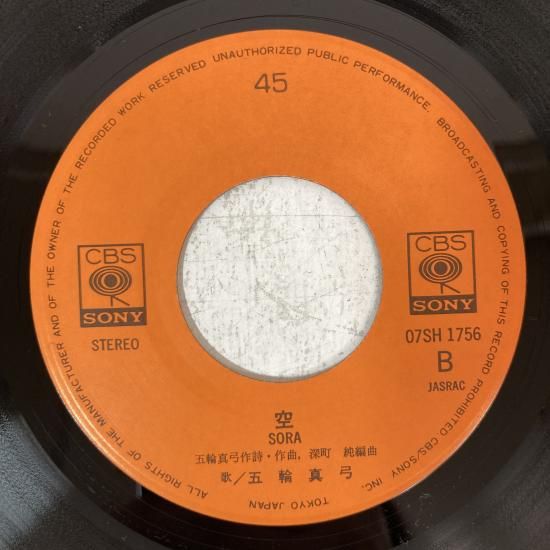 ALL RIGHTS OF THE MANUFACTURER AND OF THE OWNER OF THE RECORDED WORK RESERVED UNAUTHORIZED PUBLIC PERFORMANCE. BROADCASTING AND COPYING OF THIS RECORD PROHIBITED CBS/SONY INC.
TOKYO JAPAN
45
CBS
SONY
STEREO
CBS
SONY
07SH 1756
B
JASRAC
空
SORA
五輪真弓作詩・作曲, 深町 純編曲
歌/五輪真弓